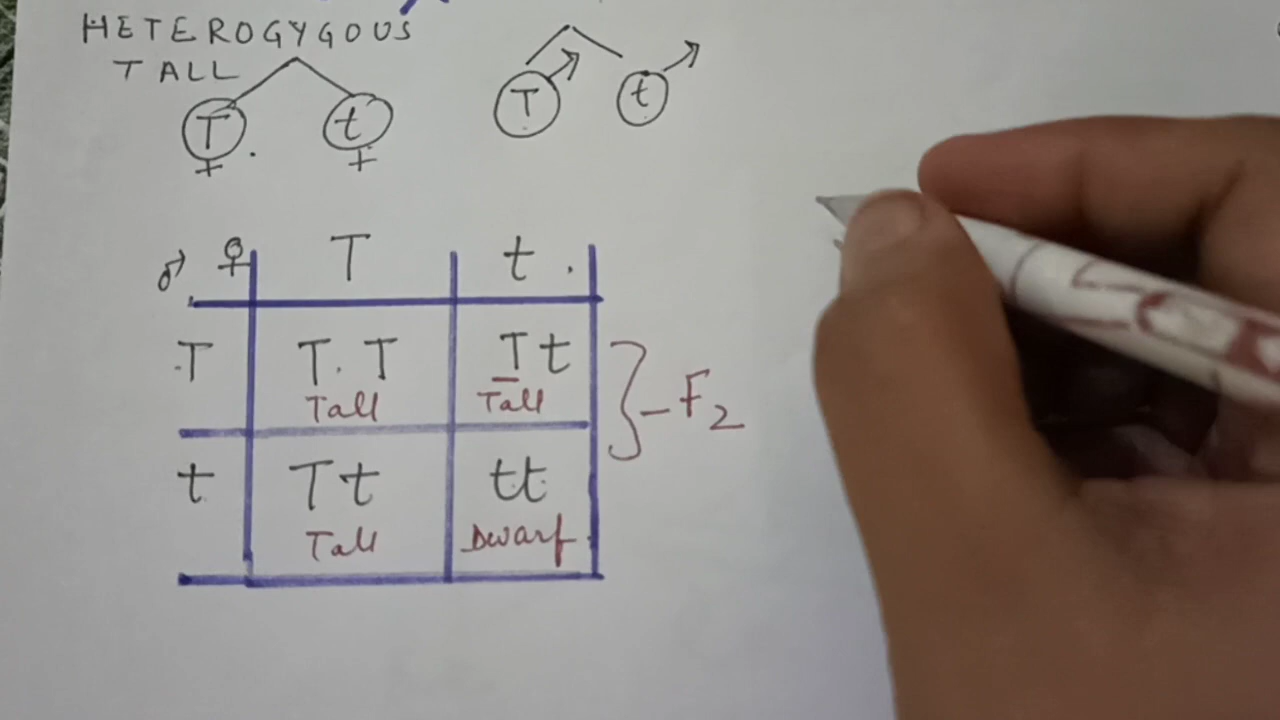 HETEROGYGOUS
TALL
T t T t
♂ ♀ T t
T T.T Tt
Tall Tall
- F2
t Tt tt
Tall Dwarf